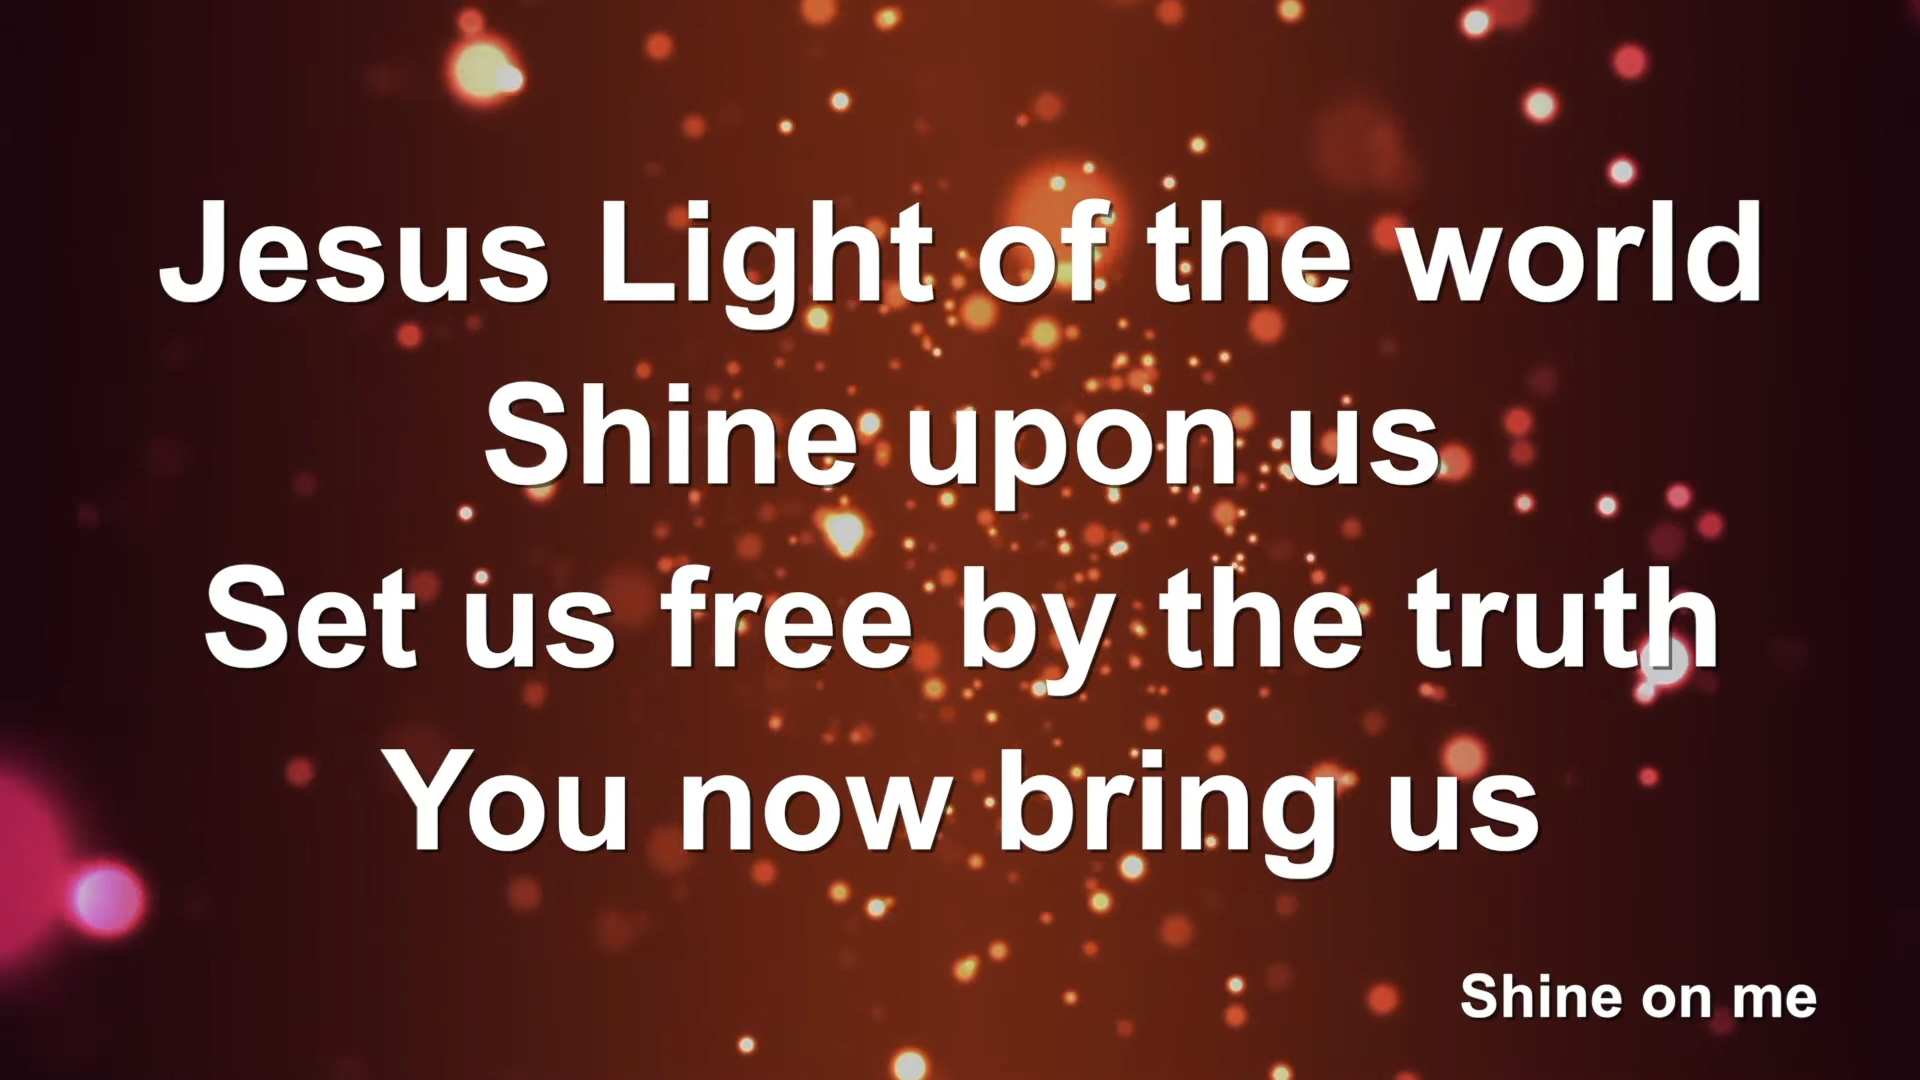 Jesus Light of the world
Shine upon us
Set us free by the truth
You now bring us
Shine on me